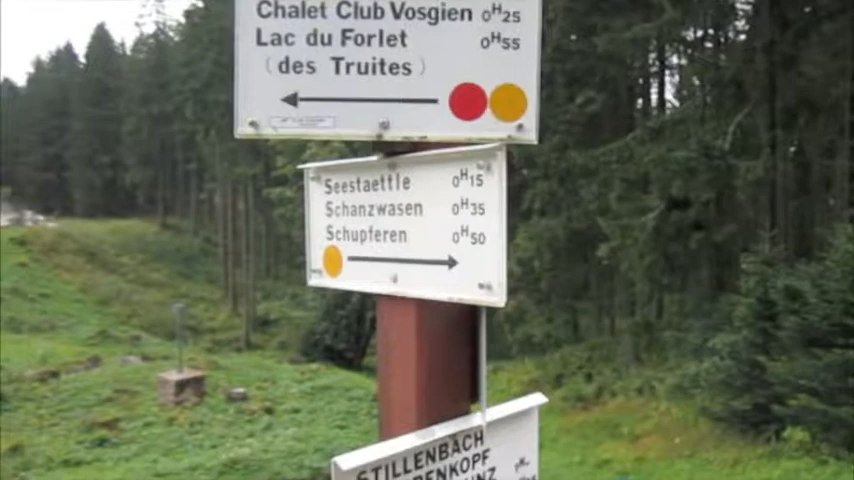 Chalet Club Vosgien 0H25
Lac du Forlet 0H55
(des Truites)
Seestaettle 0H15
Schanzwasen 0H35
Schupferen 0H50
STILLENBACH